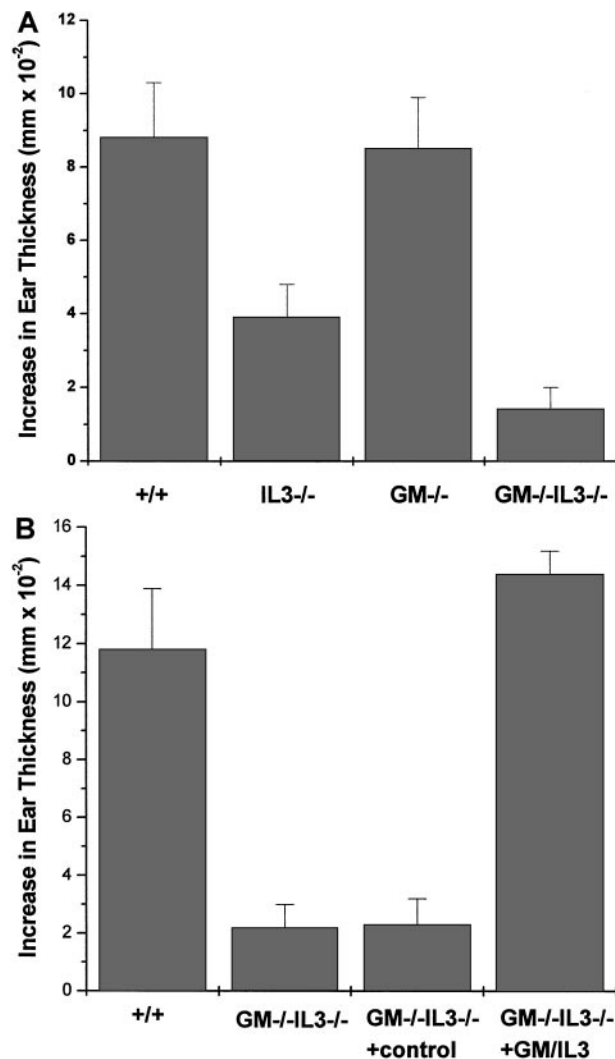 A
Increase in Ear Thickness (mm x 10⁻²)
12
10
8
6
4
2
0
+/+ IL3-/- GM-/- GM-/-IL3-/-
B
Increase in Ear Thickness (mm x 10⁻²)
16
14
12
10
8
6
4
2
0
+/+ GM-/-IL3-/- GM-/-IL3-/- GM-/-IL3-/-
+control +GM/IL3